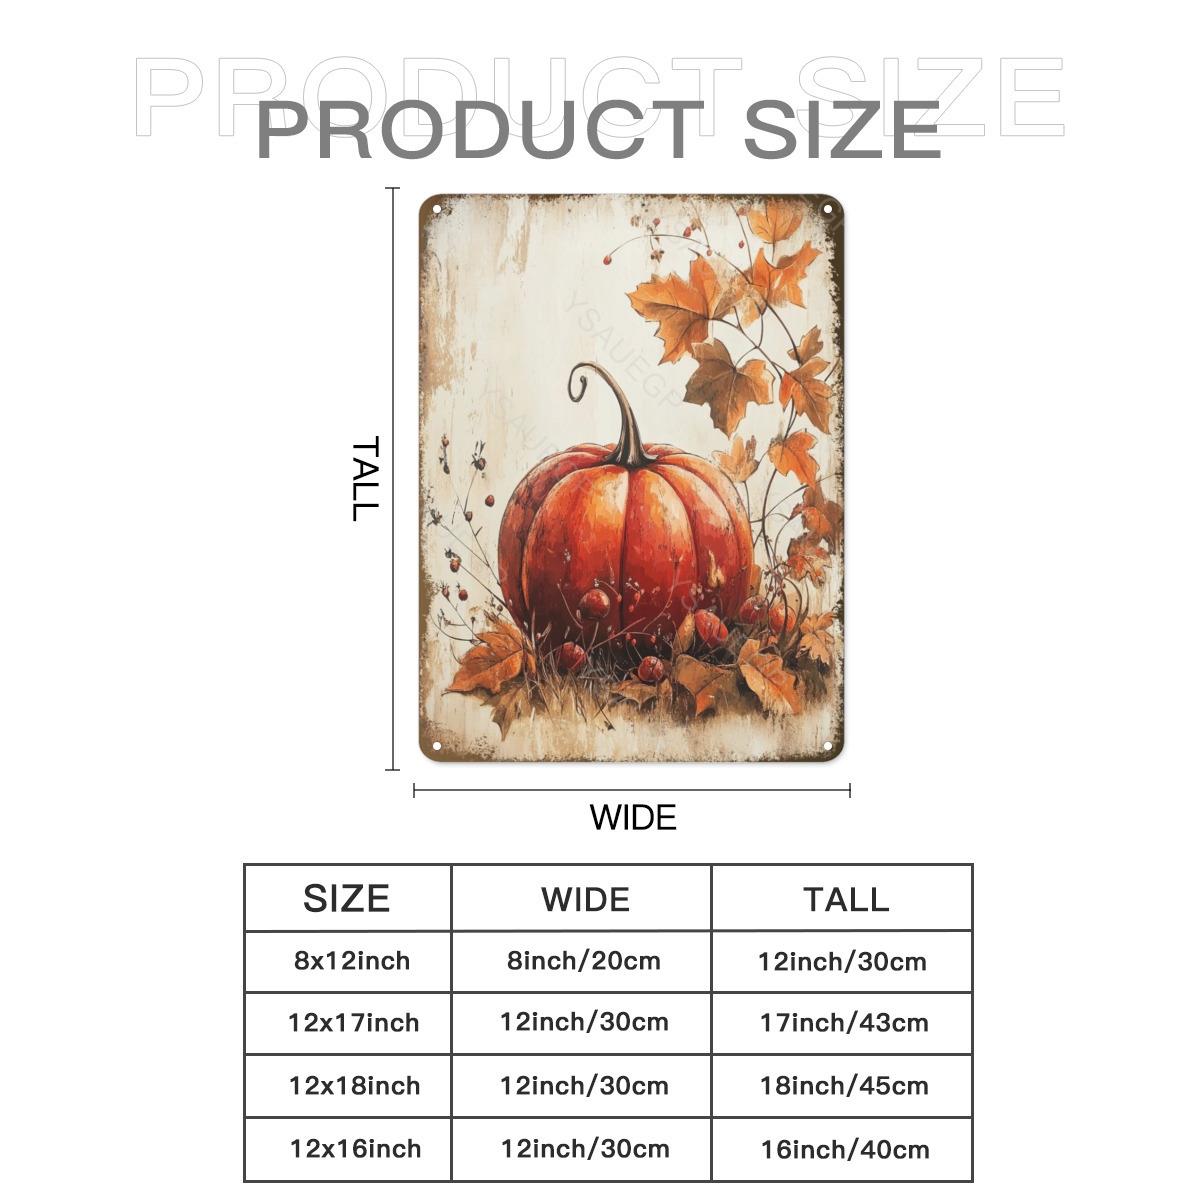 PRODUCT SIZE
PRODUCT SIZE
YSAUEGP
TALL
WIDE
SIZE WIDE TALL
8x12inch 8inch/20cm 12inch/30cm
12x17inch 12inch/30cm 17inch/43cm
12x18inch 12inch/30cm 18inch/45cm
12x16inch 12inch/30cm 16inch/40cm